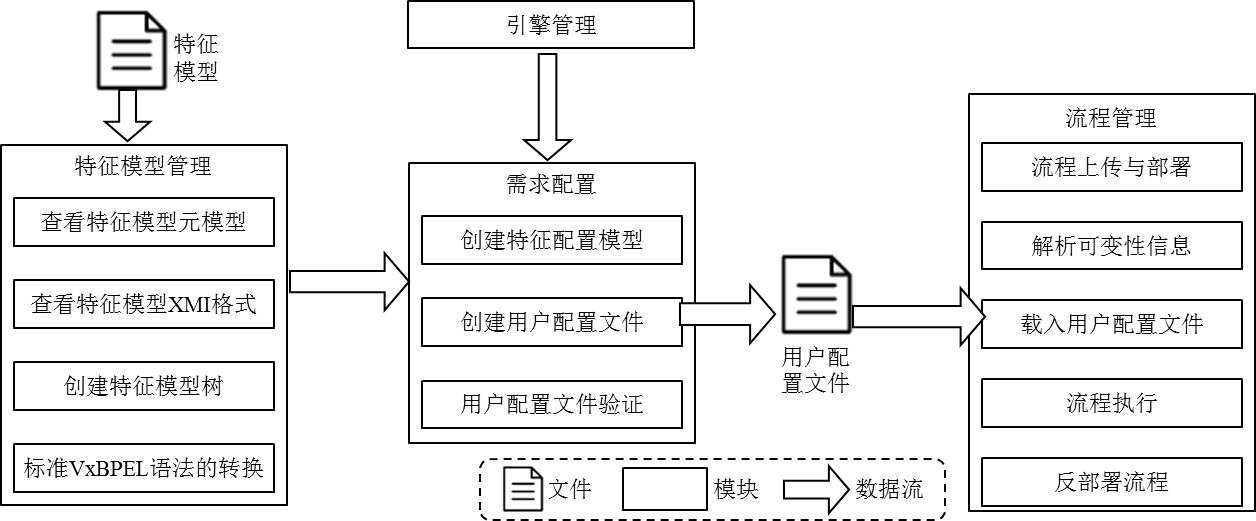 特征
模型
引擎管理
特征模型管理
查看特征模型元模型
查看特征模型XMI格式
创建特征模型树
标准VxBPEL语法的转换
需求配置
创建特征配置模型
创建用户配置文件
用户配置文件验证
用户配
置文件
流程管理
流程上传与部署
解析可变性信息
载入用户配置文件
流程执行
反部署流程
文件
模块
数据流